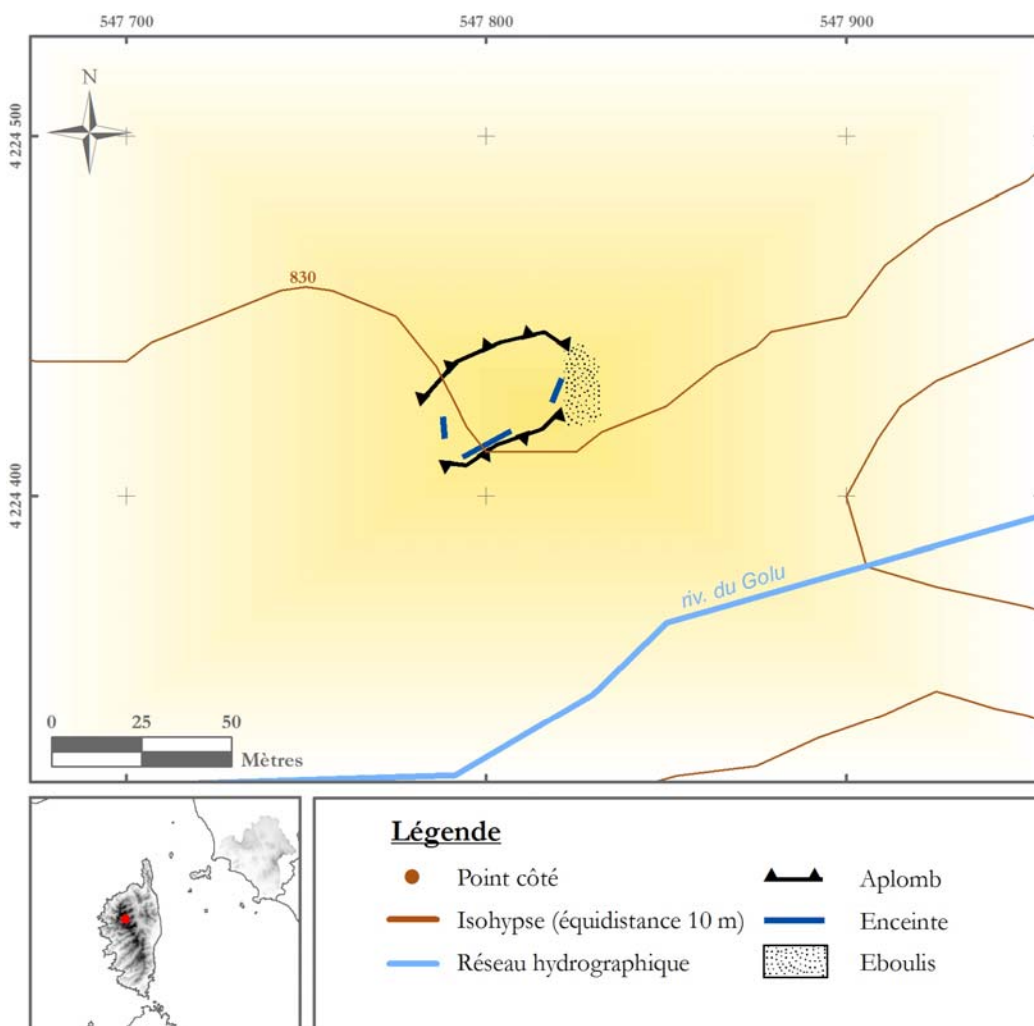 547 700
547 800
547 900
N
4 224 500
830
4 224 400
riv. du Golu
0
25
50
Mètres
Légende
Point côté
Isohypse (équidistance 10 m)
Réseau hydrographique
Aplomb
Enceinte
Eboulis